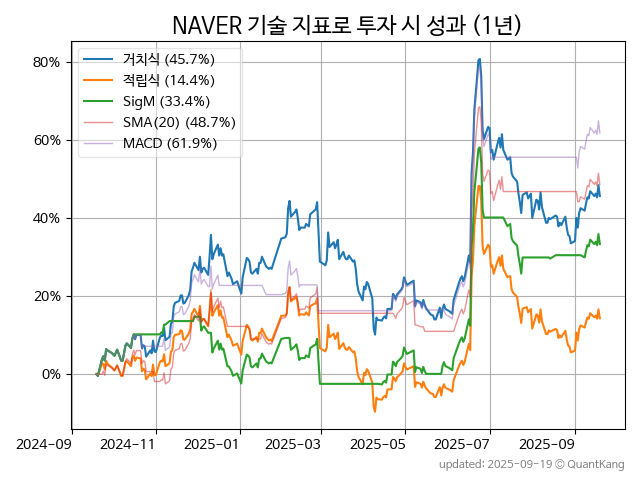 NAVER 기술 지표로 투자 시 성과 (1년)
거치식 (45.7%)
적립식 (14.4%)
SigM (33.4%)
SMA(20) (48.7%)
MACD (61.9%)
80%
60%
40%
20%
0%
2024-09
2024-11
2025-01
2025-03
2025-05
2025-07
2025-09
updated: 2025-09-19 © QuantKang